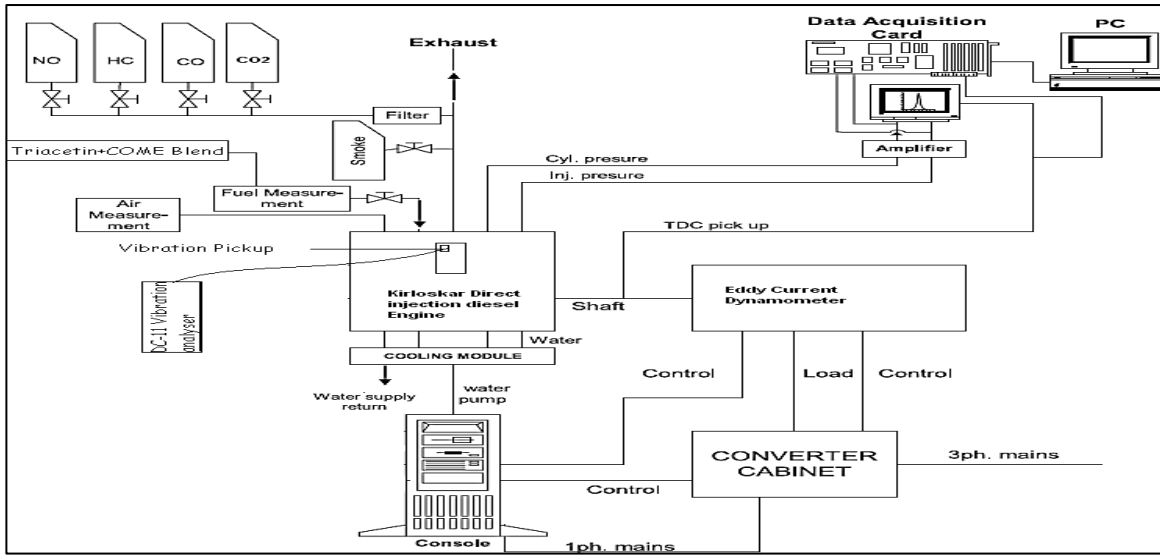 Data Acquisition
Card
PC
Exhaust
NO
HC
CO
CO2
Filter
Smoke
Triacetin+COME Blend
Amplifier
Cyl. presure
Inj. presure
Fuel Measure-
ment
Air
Measure-
ment
TDC pick up
Vibration Pickup
Kirloskar Direct
injection diesel
Engine
Shaft
Eddy Current
Dynamometer
DC-11 Vibration
analyser
Water
COOLING MODULE
Control
Load
Control
Water supply
return
water
pump
CONVERTER
CABINET
3ph. mains
Control
Console
1ph. mains